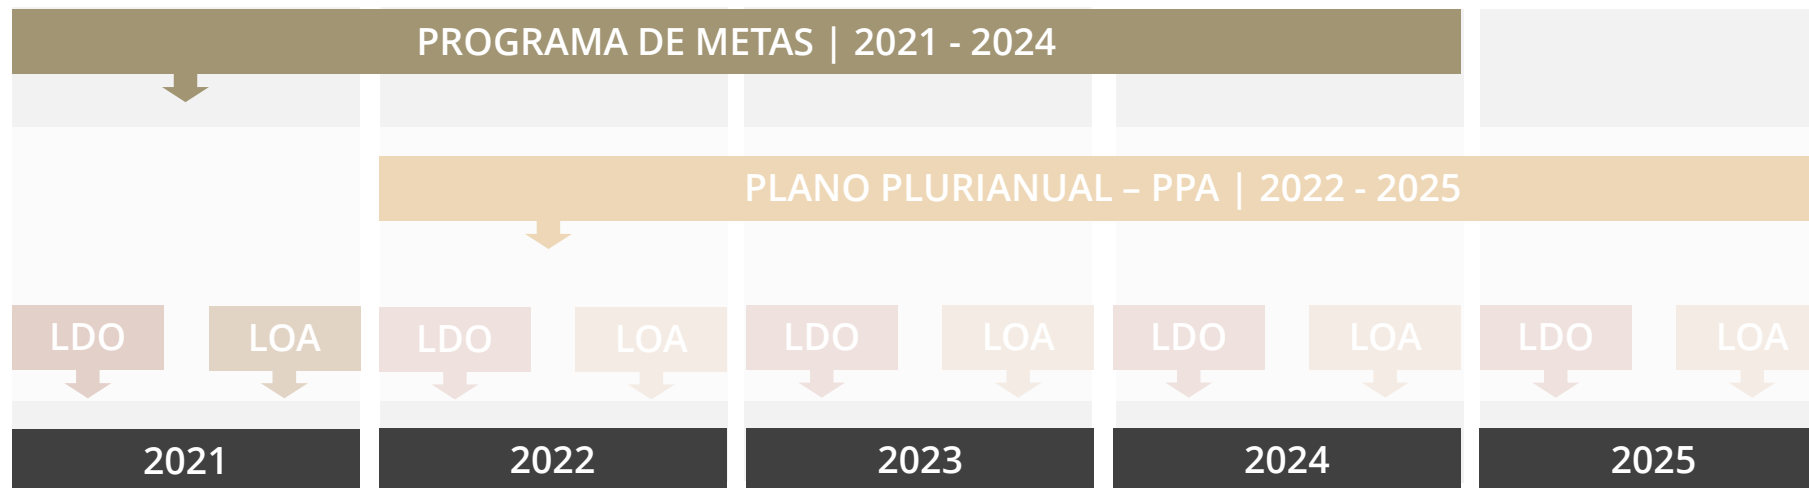 PROGRAMA DE METAS | 2021 - 2024
PLANO PLURIANUAL – PPA | 2022 - 2025
LDO LOA LDO LOA LDO LOA LDO LOA LDO LOA
2021 2022 2023 2024 2025